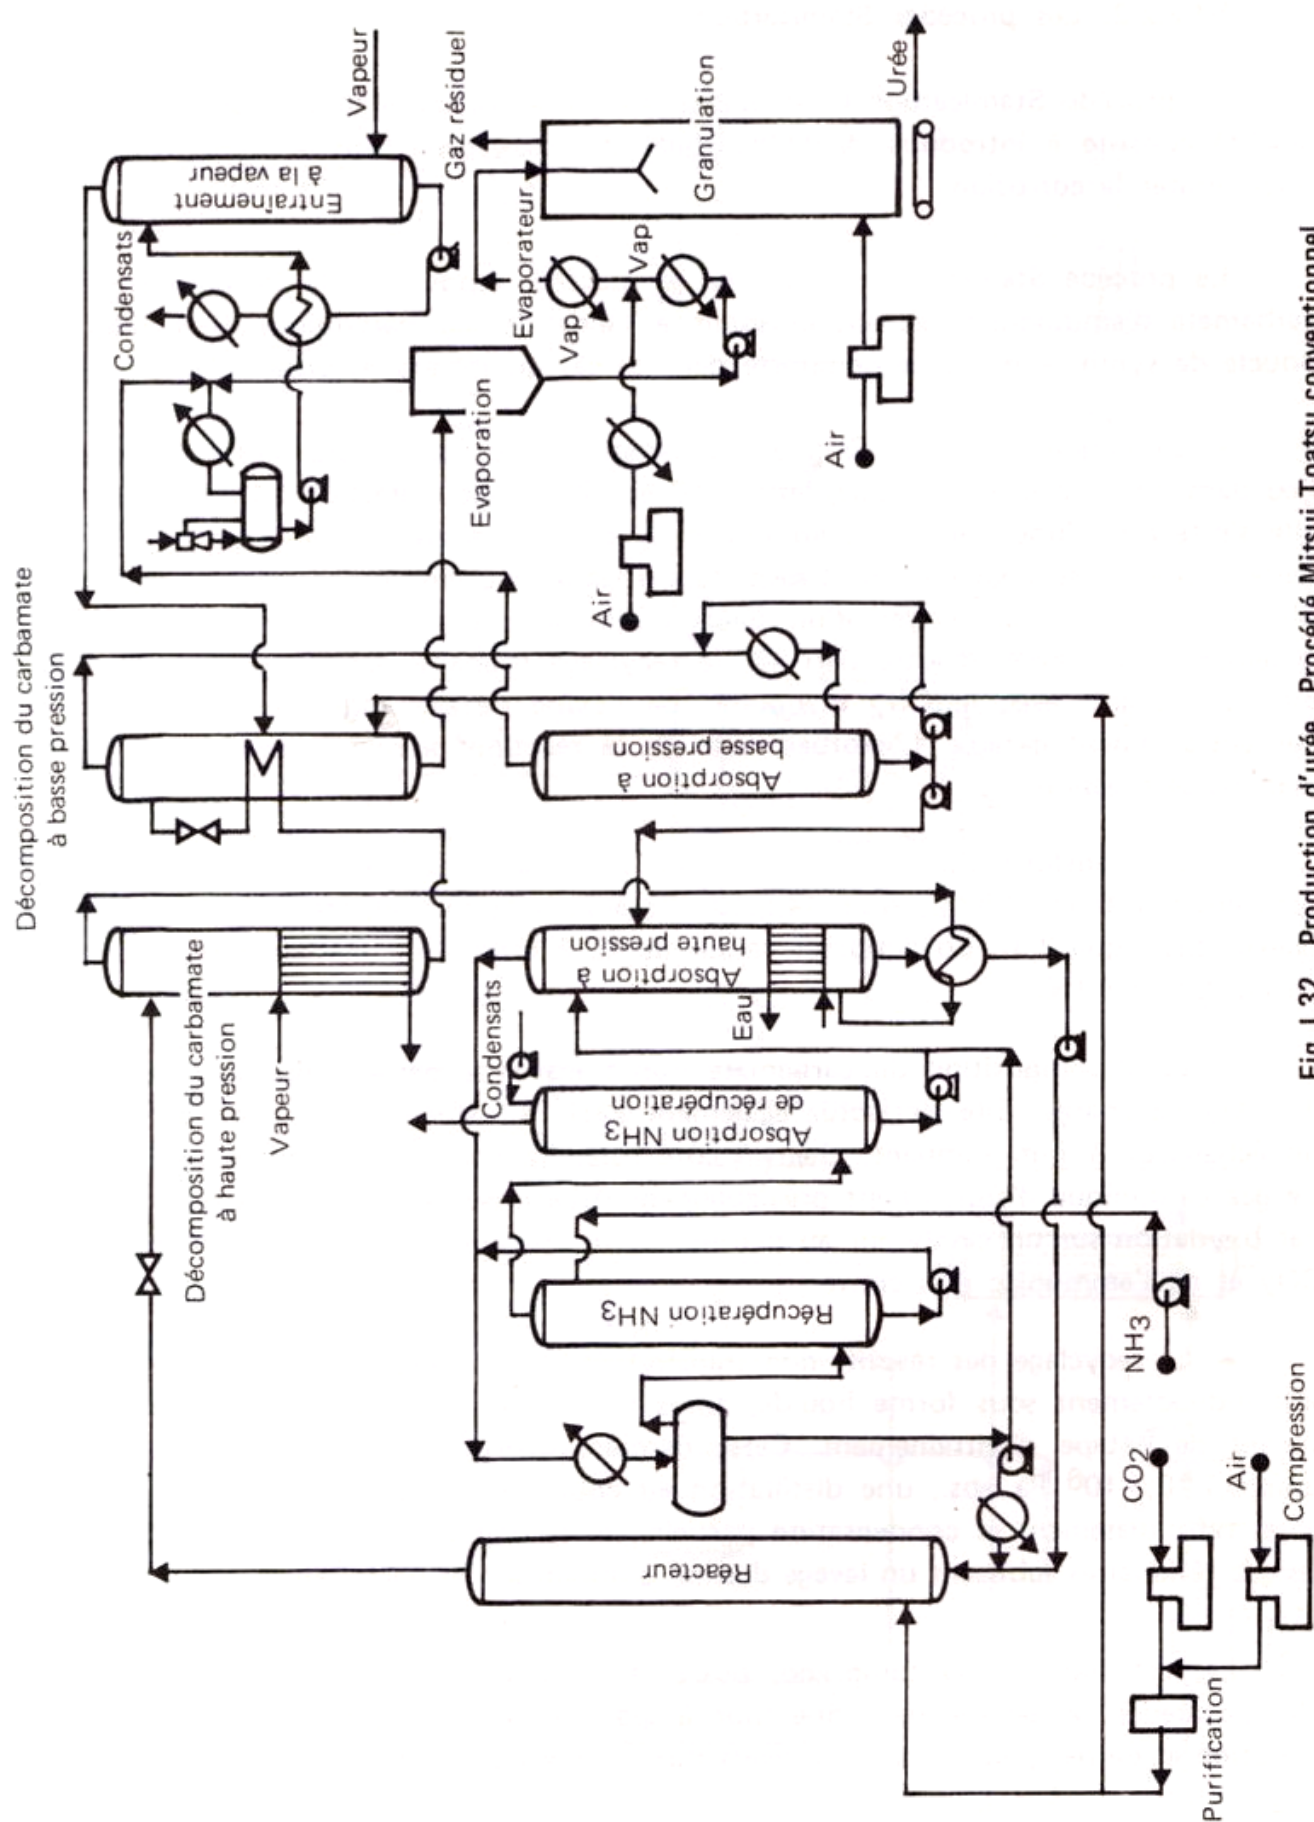 Décomposition du carbamate
à basse pression
Vapeur
Condensats
Entraînement
à la vapeur
Gaz résiduel
Evaporateur
Vap
Vap
Granulation
Urée
Evaporation
Air
Air
Décomposition du carbamate
à haute pression
Vapeur
Absorption à
basse pression
Absorption à
haute pression
Eau
Condensats
Absorption NH3
de récupération
Récupération NH3
NH3
Réacteur
CO2
Air
Compression
Purification
Fig. I.32 Production d'urée. Procédé Mitsui Toatsu conventionnel